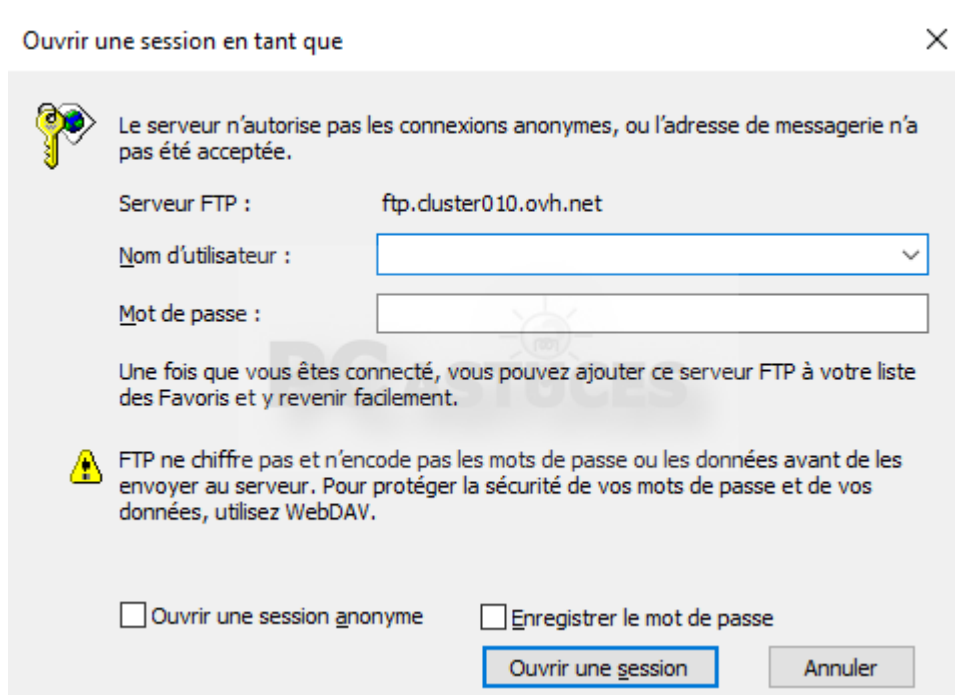 Ouvrir une session en tant que
Le serveur n’autorise pas les connexions anonymes, ou l’adresse de messagerie n’a
pas été acceptée.
Serveur FTP : ftp.cluster010.ovh.net
Nom d’utilisateur :
Mot de passe :
PC ASTUCES
Une fois que vous êtes connecté, vous pouvez ajouter ce serveur FTP à votre liste
des Favoris et y revenir facilement.
FTP ne chiffre pas et n’encode pas les mots de passe ou les données avant de les
envoyer au serveur. Pour protéger la sécurité de vos mots de passe et de vos
données, utilisez WebDAV.
Ouvrir une session anonyme Enregistrer le mot de passe
Ouvrir une session Annuler